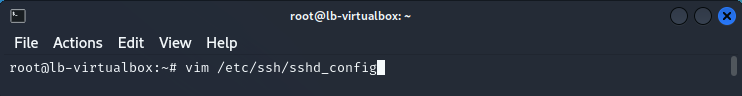 root@lb-virtualbox: ~
File Actions Edit View Help
root@lb-virtualbox:~# vim /etc/ssh/sshd_config